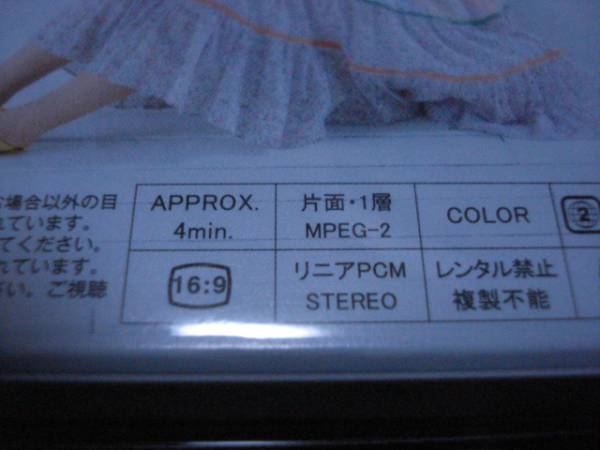 場合以外の目
れています。
てください。
れています。
さい。ご視聴
APPROX.
4min.
片面・1層
MPEG-2
COLOR
2
16:9
リニアPCM
STEREO
レンタル禁止
複製不能